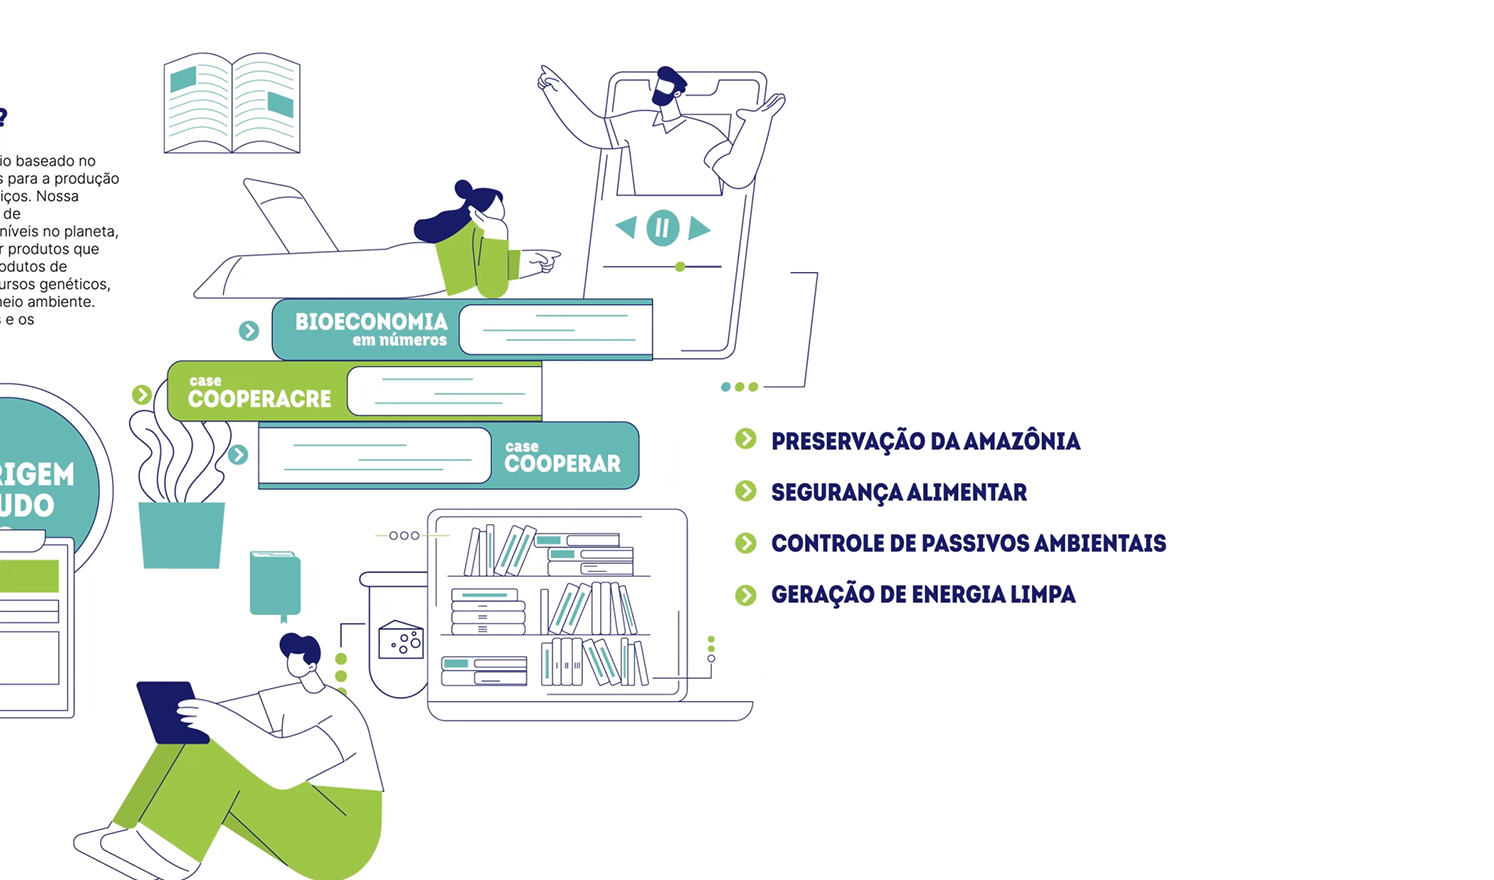 ?
io baseado no
s para a produção
iços. Nossa
de
níveis no planeta,
r produtos que
odutos de
ursos genéticos,
neio ambiente.
s e os
RIGEM
UDO
BIOECONOMIA
em números
case
COOPERACRE
case
COOPERAR
PRESERVAÇÃO DA AMAZÔNIA
SEGURANÇA ALIMENTAR
CONTROLE DE PASSIVOS AMBIENTAIS
GERAÇÃO DE ENERGIA LIMPA